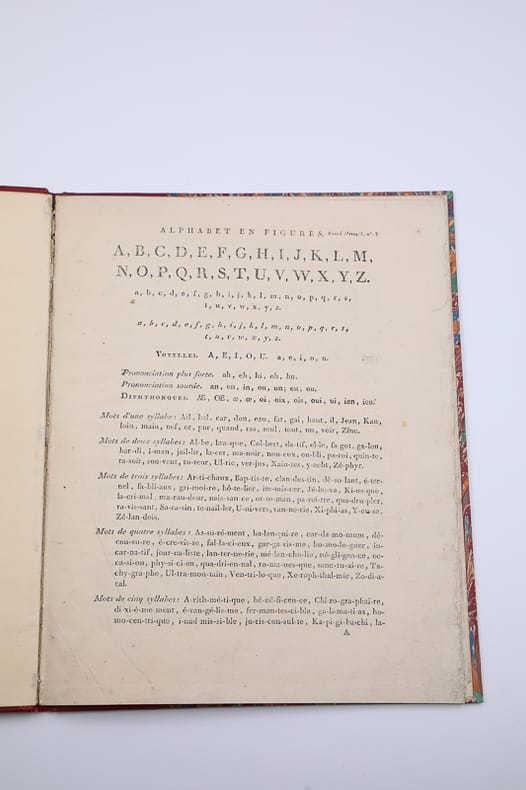 ALPHABET EN FIGURES.
A, B, C, D, E, F, G, H, I, J, K, L, M,
N, O, P, Q, R, S, T, U, V, W, X, Y, Z.
a, b, c, d, e, f, g, h, i, j, k, l, m, n, o, p, q, r, s,
t, u, v, w, x, y, z.
a, b, c, d, e, f, g, h, i, j, k, l, m, n, o, p, q, r, s,
t, u, v, w, x, y, z.
VOYELLES. A, E, I, O, U. a, e, i, o, u.
Prononciation plus forte. ah, eh, hi, oh, hu.
Prononciation sourde. an, en, in, on, un; eu, ou.
DIPHTHONGUES. Æ, Œ, æ, œ, oi, oix, ois, oui, ui, ien, ieu.
Mots d'une syllabe: Ail, bal, car, don, eau, fat, gai, haut, il, Jean, Kan,
loin, main, nef, or, pur, quand, ras, seul, tout, un, voir, Zinc.
Mots de deux syllabes: Al-be, bra-que, Col-bert, da-tif, el-le, fa-got, ga-lon,
har-di, i-man, jail-lir, la-cet, ma-noir, nou-eux, ou-bli, pa-roi, quin-te,
ra-soir, sou-vent, tu-teur, Ul-ric, ver-jus, Xain-tes, y-acht, Zé-phyr.
Mots de trois syllabes: Ar-ti-chaux, Bap-tis-te, clan-des-tin, dé-so-lant, é-ter-
nel, fa-bli-aux, gri-moi-re, hô-te-lier, im-mis-cer, Jé-hova, Ki-os-que,
la-cri-mal, ma-rau-deur, nais-san-ce, ot-to-man, pa-roî-tre, qua-dru-pler,
ra-vis-sant, Sa-ra-sin, te-nail-ler, U-ni-vers, van-ne-rie, Xi-phi-as, Y-eu-se,
Zé-lan dois.
Mots de quatre syllabes: As-su-ré-ment, ba-lan-çoi-re, car-da-mo-mum, dé-
cou-su-re, é-cre-vis-se, fal-la-ci-eux, gar-ga-ris-me, ho-mo-lo-guer, in-
car-na-tif, jour-na-lis-te, lan-ter-ne-rie, mé-lan-cho-lie, né-gli-gen-ce, oc-
ca-si-on, phy-si-ci-en, qua-dri-en-nal, ro-ma-nes-que, sanc-tu-ai-re, Ta-
chy-gra-phe, Ul-tra-mon-tain, Ven-tri-lo-que, Xe-roph-thal-mie, Zo-di-a-
cal.
Mots de cinq syllabes: A-rith-mé-ti-que, bé-né-fi-cen-ce, Chi-ro-gra-phai-re,
di-xi-é-me ment, é-van-gé-lis-me, fer-man-tes-ci-ble, ga-li-ma-ti-as, ho-
mo-cen-tri-que, i-nad-mis-si-ble, ju-ris-con-sul-te, Ka-pi-gi-ba-chi, la-
A